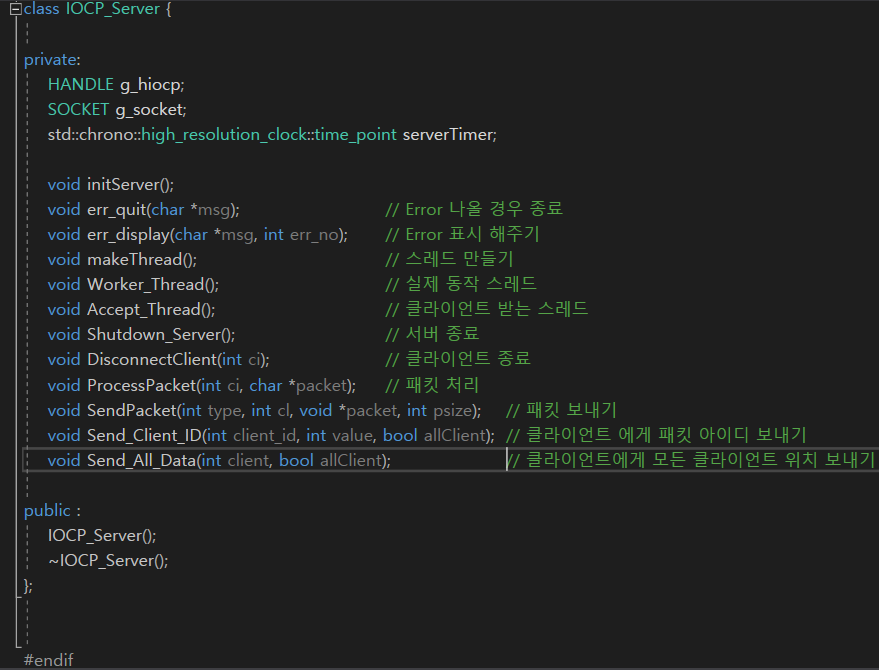 class IOCP_Server {
private:
HANDLE g_hiocp;
SOCKET g_socket;
std::chrono::high_resolution_clock::time_point serverTimer;
void initServer();
void err_quit(char *msg); // Error 나올 경우 종료
void err_display(char *msg, int err_no); // Error 표시 해주기
void makeThread(); // 스레드 만들기
void Worker_Thread(); // 실제 동작 스레드
void Accept_Thread(); // 클라이언트 받는 스레드
void Shutdown_Server(); // 서버 종료
void DisconnectClient(int ci); // 클라이언트 종료
void ProcessPacket(int ci, char *packet); // 패킷 처리
void SendPacket(int type, int cl, void *packet, int psize); // 패킷 보내기
void Send_Client_ID(int client_id, int value, bool allClient); // 클라이언트 에게 패킷 아이디 보내기
void Send_All_Data(int client, bool allClient); // 클라이언트에게 모든 클라이언트 위치 보내기
public :
IOCP_Server();
~IOCP_Server();
};
#endif